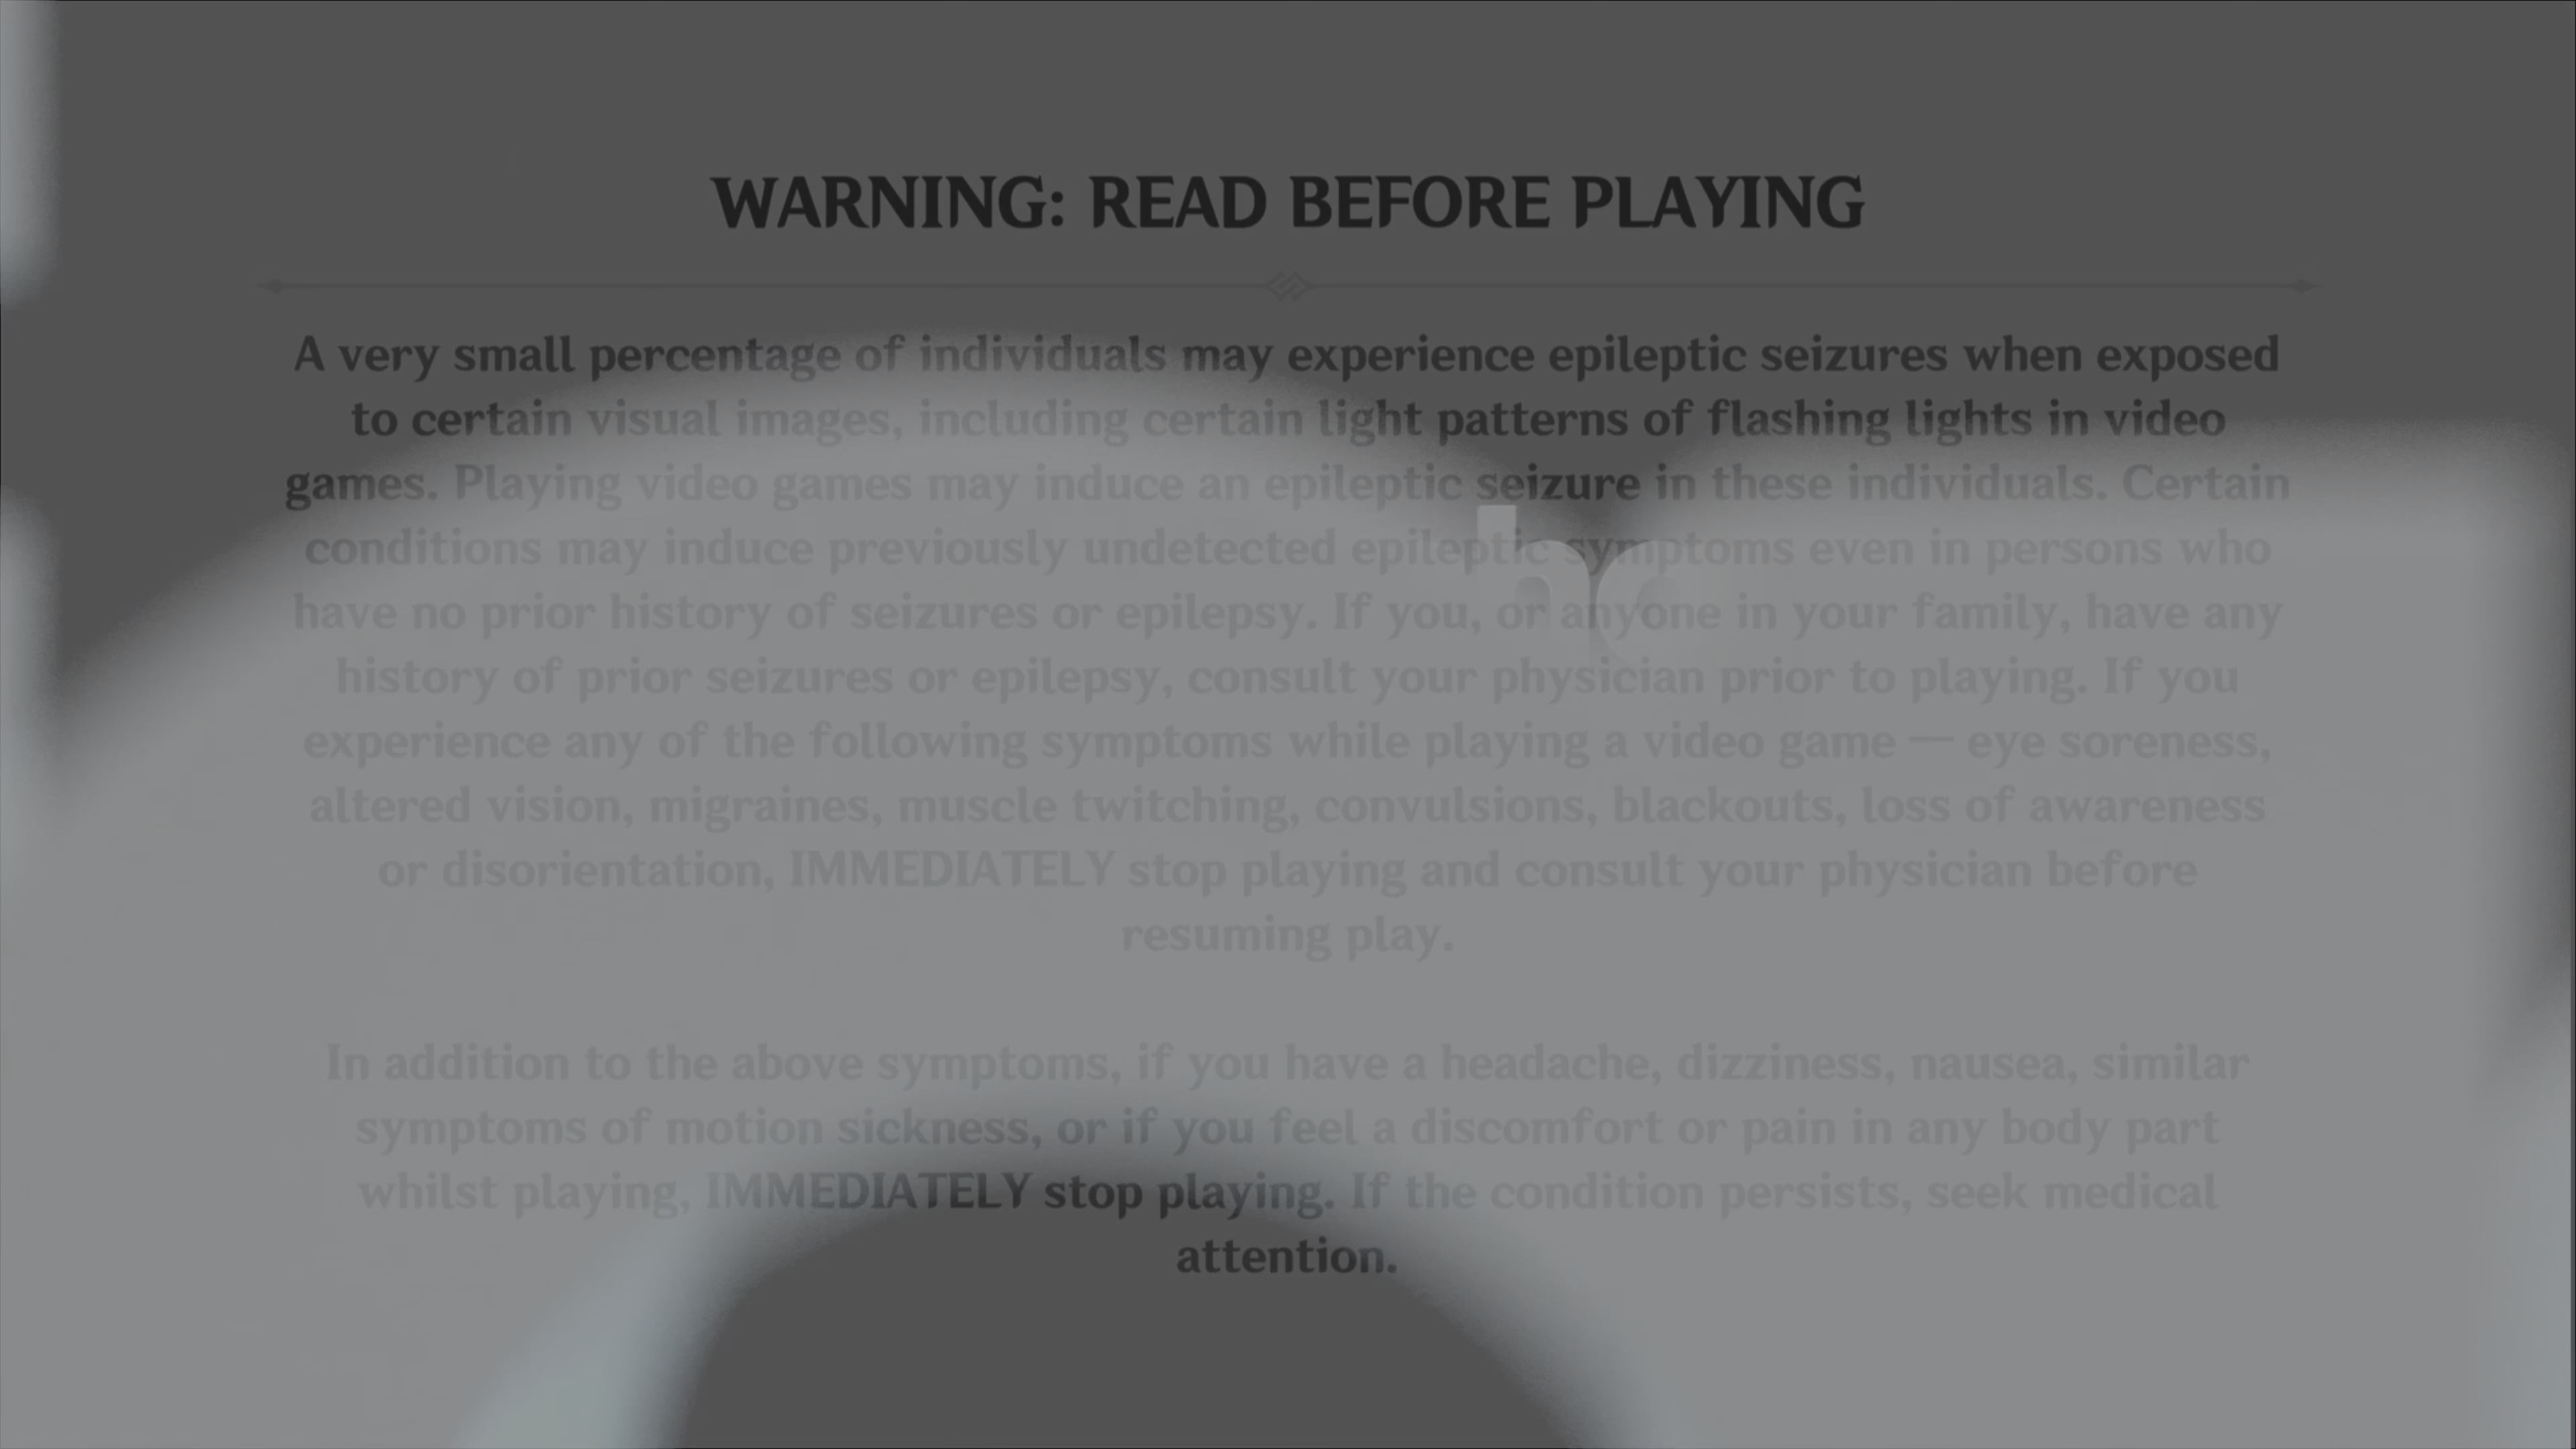 WARNING: READ BEFORE PLAYING
A very small percentage of individuals may experience epileptic seizures when exposed
to certain visual images, including certain light patterns of flashing lights in video
games. Playing video games may induce an epileptic seizure in these individuals. Certain
conditions may induce previously undetected epileptic symptoms even in persons who
have no prior history of seizures or epilepsy. If you, or anyone in your family, have any
history of prior seizures or epilepsy, consult your physician prior to playing. If you
experience any of the following symptoms while playing a video game — eye soreness,
altered vision, migraines, muscle twitching, convulsions, blackouts, loss of awareness
or disorientation, IMMEDIATELY stop playing and consult your physician before
resuming play.
In addition to the above symptoms, if you have a headache, dizziness, nausea, similar
symptoms of motion sickness, or if you feel a discomfort or pain in any body part
whilst playing, IMMEDIATELY stop playing. If the condition persists, seek medical
attention.